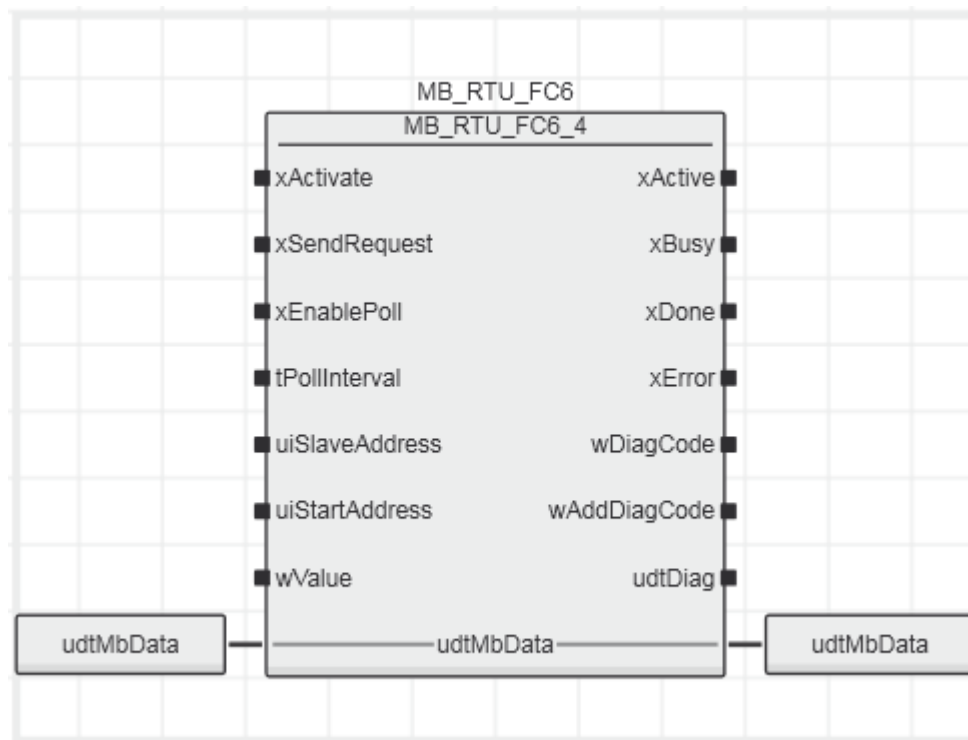 MB_RTU_FC6
MB_RTU_FC6_4
xActivate xActive
xSendRequest xBusy
xEnablePoll xDone
tPollInterval xError
uiSlaveAddress wDiagCode
uiStartAddress wAddDiagCode
wValue udtDiag
udtMbData udtMbData udtMbData